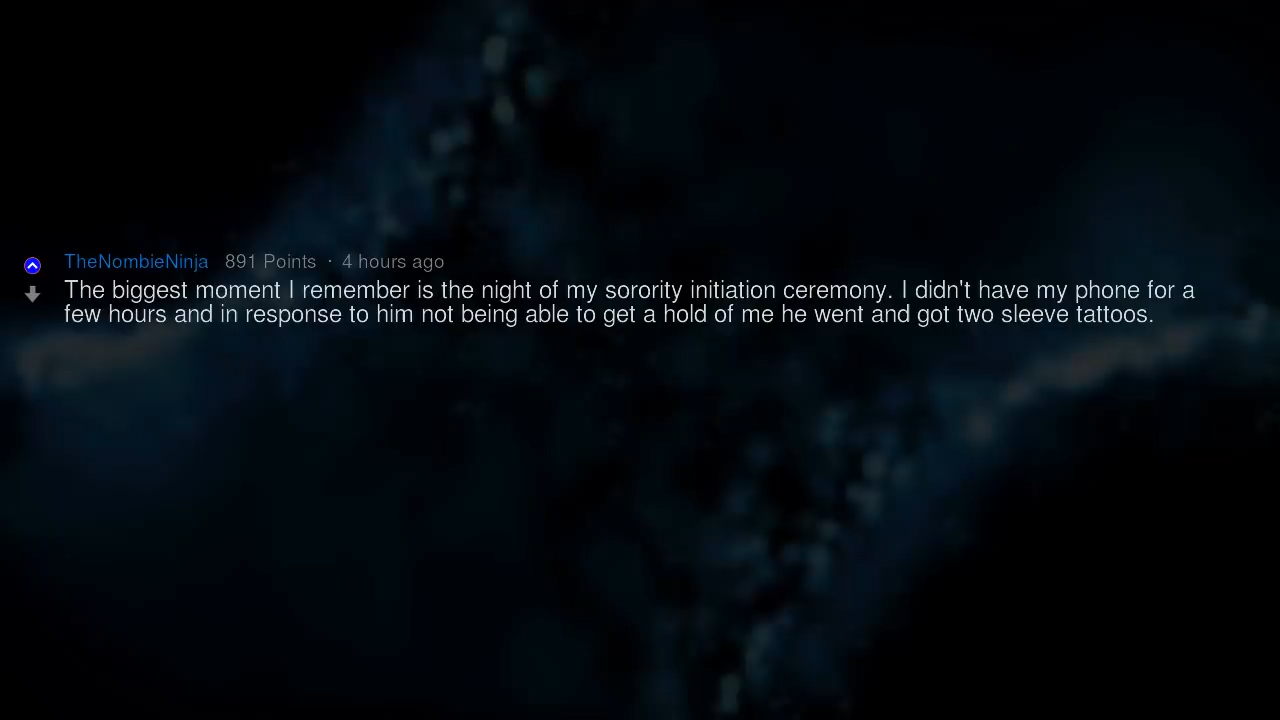 TheNombieNinja 891 Points · 4 hours ago
The biggest moment I remember is the night of my sorority initiation ceremony. I didn't have my phone for a
few hours and in response to him not being able to get a hold of me he went and got two sleeve tattoos.